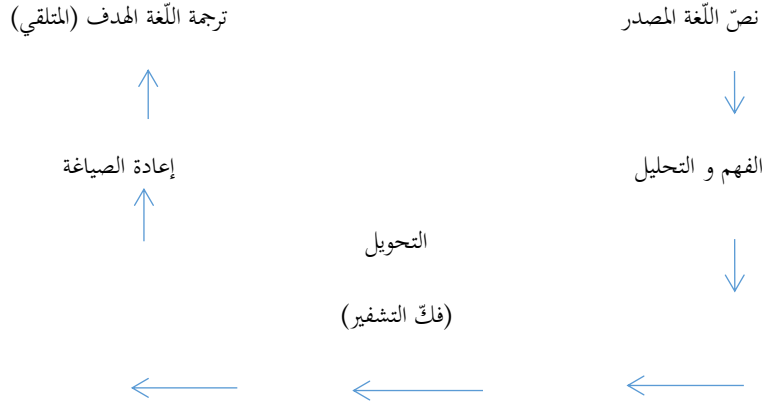 نصّ اللّغة المصدر
ترجمة اللّغة الهدف (المتلقي)
الفهم و التحليل
إعادة الصياغة
التحويل
(فكّ التشفير)